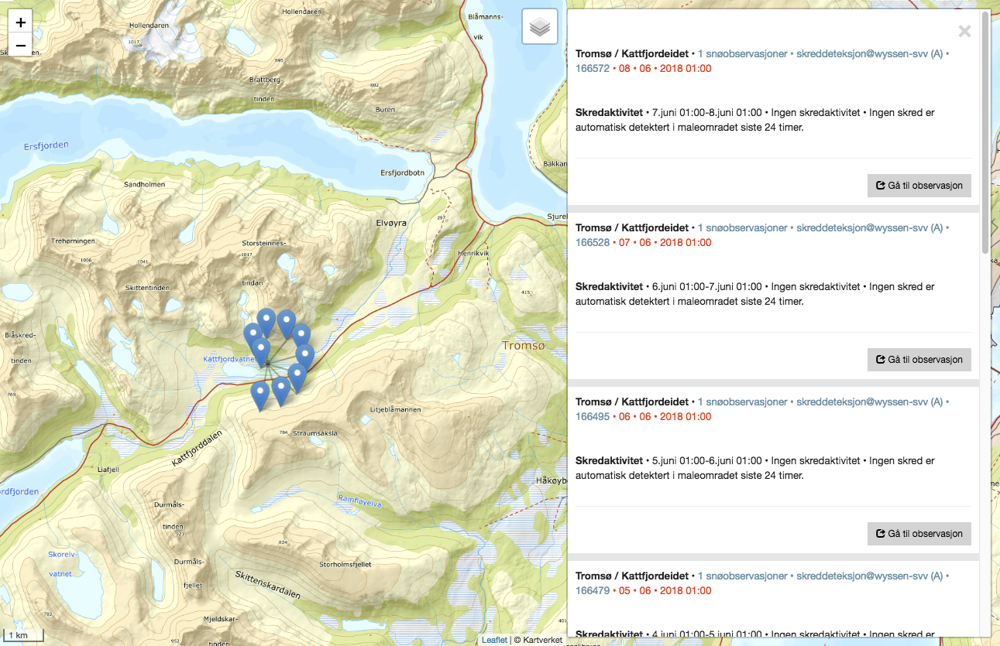 +
−
Hollendaren
Hollendaren
1017
Blåmanns-
vik
895
Brattberg-
tinden
802
Buren
Ersfjorden
Ersfjordbotn
Bakkan
Sandholmen
297
Elvøyra
Sjurel
Trehørningen
Storsteinnes-
1017
1006
1041
Henrikvik
tindan
Skittentinden
415
Blåskred-
tinden
Tromsø
Kattfjordvatne
769
Litjeblåmannen
784
Straumsaksla
Kattfjorddalen
Liafjell
Håkøyb
rdfjorden
Ramfløyelva
Durmåls-
tinden
921
824
Skorelv-
vatnet
Durmåls-
fjellet
Storholmsfjellet
Skittenskardalen
783
Mjeldskar-
tinden
952
401
1 km
Leaflet | © Kartverket
×
Tromsø / Kattfjordeidet • 1 snøobservasjoner • skreddeteksjon@wyssen-svv (A) •
166572 • 08 • 06 • 2018 01:00
Skredaktivitet • 7.juni 01:00-8.juni 01:00 • Ingen skredaktivitet • Ingen skred er
automatisk detektert i maleomradet siste 24 timer.
Gå til observasjon
Tromsø / Kattfjordeidet • 1 snøobservasjoner • skreddeteksjon@wyssen-svv (A) •
166528 • 07 • 06 • 2018 01:00
Skredaktivitet • 6.juni 01:00-7.juni 01:00 • Ingen skredaktivitet • Ingen skred er
automatisk detektert i maleomradet siste 24 timer.
Gå til observasjon
Tromsø / Kattfjordeidet • 1 snøobservasjoner • skreddeteksjon@wyssen-svv (A) •
166495 • 06 • 06 • 2018 01:00
Skredaktivitet • 5.juni 01:00-6.juni 01:00 • Ingen skredaktivitet • Ingen skred er
automatisk detektert i maleomradet siste 24 timer.
Gå til observasjon
Tromsø / Kattfjordeidet • 1 snøobservasjoner • skreddeteksjon@wyssen-svv (A) •
166479 • 05 • 06 • 2018 01:00
Skredaktivitet • 4.juni 01:00-5.juni 01:00 • Ingen skredaktivitet • Ingen skred er